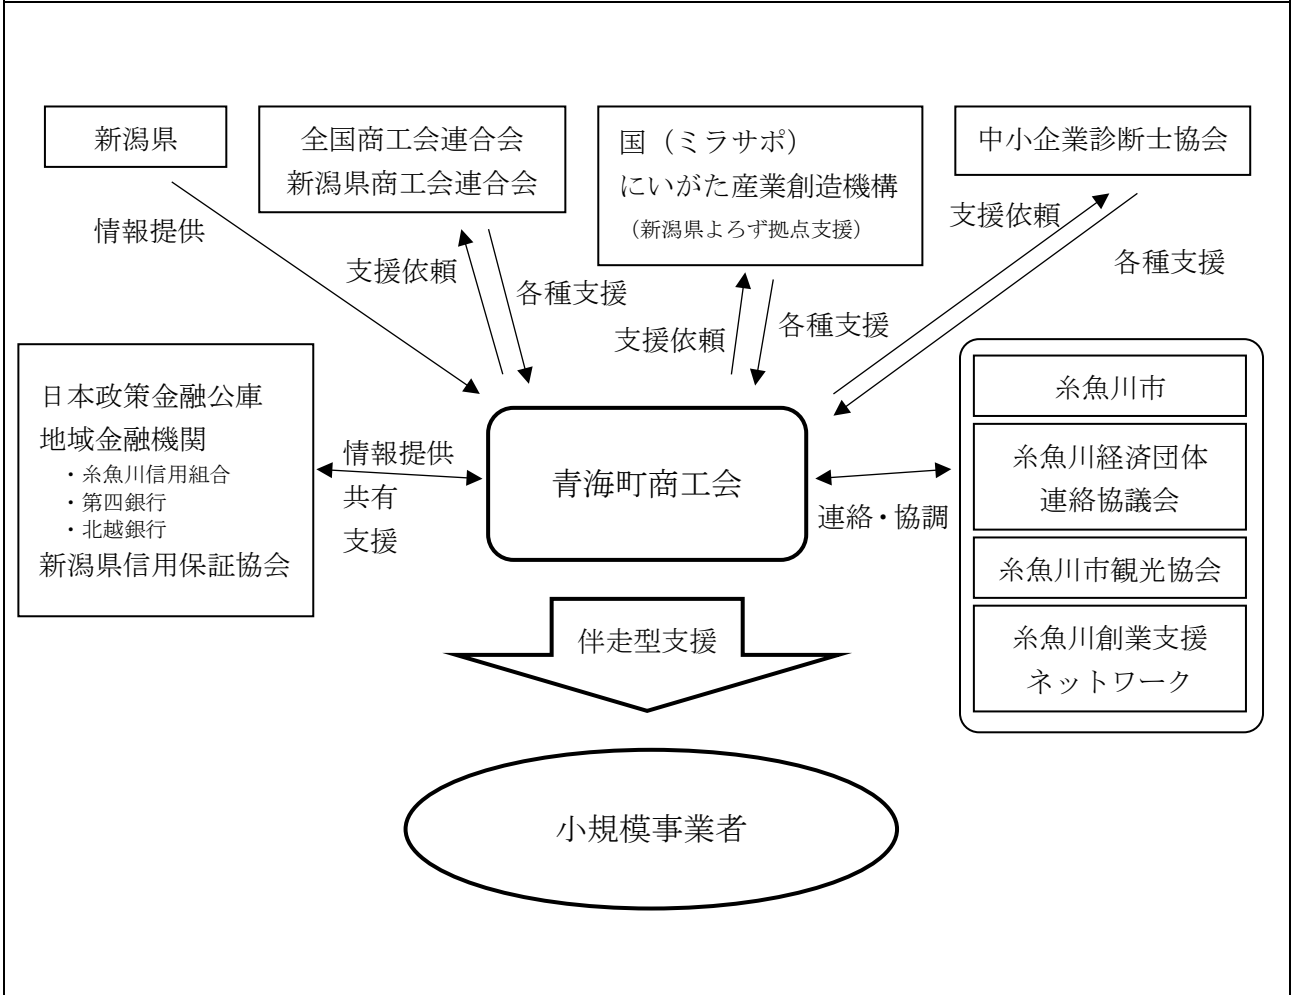 新潟県
全国商工会連合会
新潟県商工会連合会
国（ミラサポ）
にいがた産業創造機構
（新潟県よろず拠点支援）
中小企業診断士協会
情報提供
支援依頼
各種支援
支援依頼
各種支援
支援依頼
各種支援
日本政策金融公庫
地域金融機関
・糸魚川信用組合
・第四銀行
・北越銀行
新潟県信用保証協会
情報提供
共有
支援
青海町商工会
連絡・協調
糸魚川市
糸魚川経済団体
連絡協議会
糸魚川市観光協会
糸魚川創業支援
ネットワーク
伴走型支援
小規模事業者